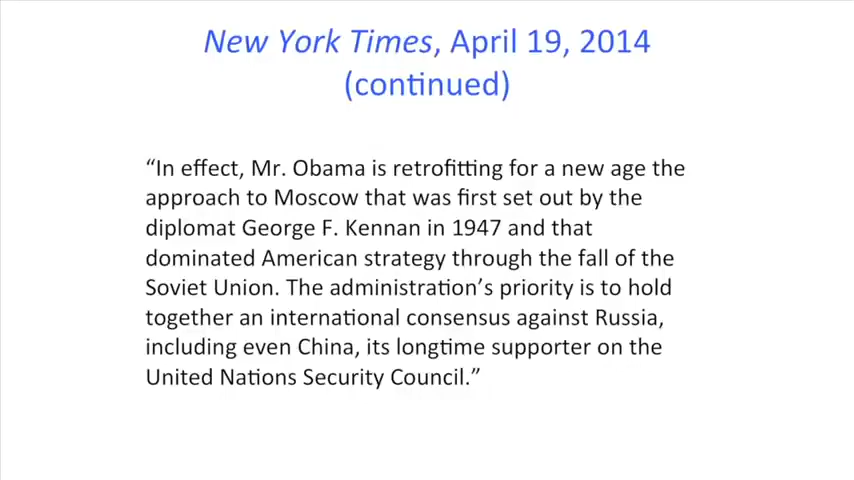 New York Times, April 19, 2014
(continued)
“In effect, Mr. Obama is retrofitting for a new age the
approach to Moscow that was first set out by the
diplomat George F. Kennan in 1947 and that
dominated American strategy through the fall of the
Soviet Union. The administration’s priority is to hold
together an international consensus against Russia,
including even China, its longtime supporter on the
United Nations Security Council.”